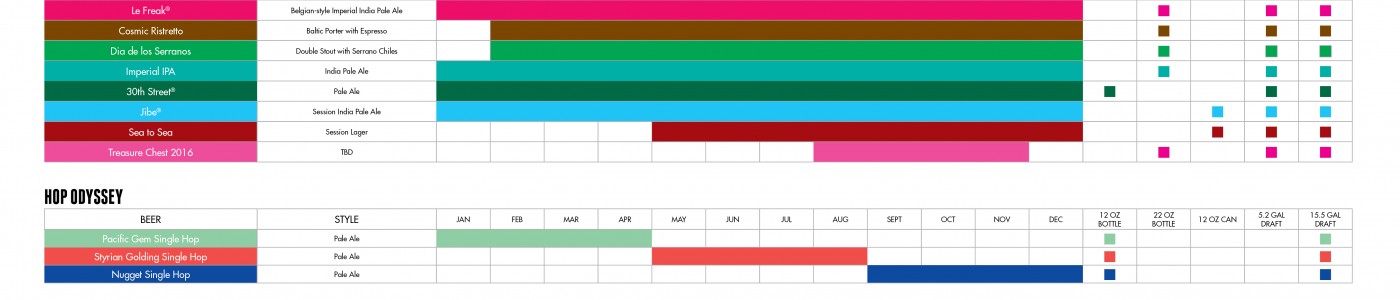 Le Freak® Belgian-style Imperial India Pale Ale
Cosmic Ristretto Baltic Porter with Espresso
Dia de los Serranos Double Stout with Serrano Chiles
Imperial IPA India Pale Ale
30th Street® Pale Ale
Jibe® Session India Pale Ale
Sea to Sea Session Lager
Treasure Chest 2016 TBD
HOP ODYSSEY
BEER STYLE JAN FEB MAR APR MAY JUN JUL AUG SEPT OCT NOV DEC 12 OZ BOTTLE 22 OZ BOTTLE 12 OZ CAN 5.2 GAL DRAFT 15.5 GAL DRAFT
Pacific Gem Single Hop Pale Ale
Styrian Golding Single Hop Pale Ale
Nugget Single Hop Pale Ale